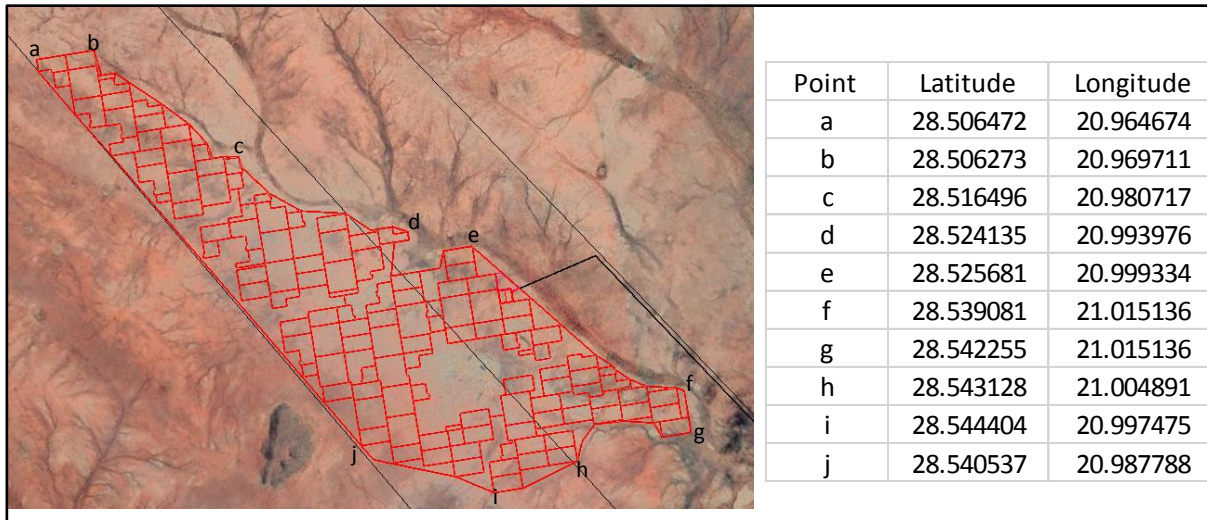 a
b
c
d
e
f
g
h
i
j
Point Latitude Longitude
a 28.506472 20.964674
b 28.506273 20.969711
c 28.516496 20.980717
d 28.524135 20.993976
e 28.525681 20.999334
f 28.539081 21.015136
g 28.542255 21.015136
h 28.543128 21.004891
i 28.544404 20.997475
j 28.540537 20.987788